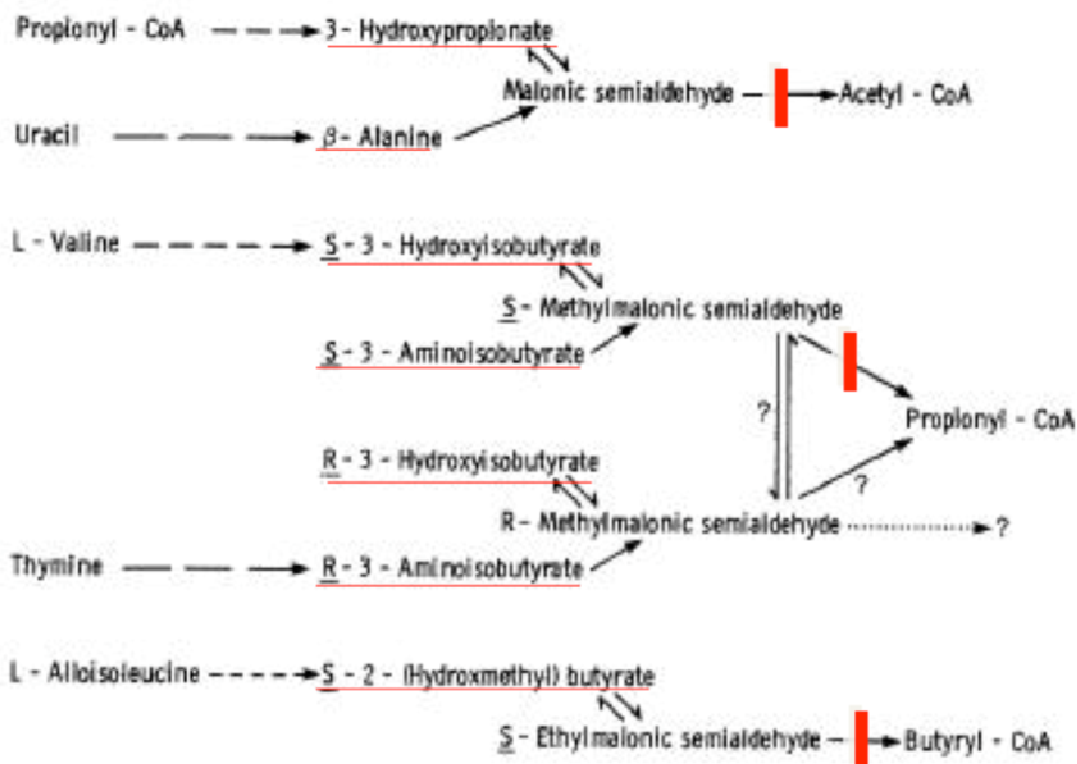 Propionyl - CoA 3 - Hydroxypropionate
Malonic semialdehyde Acetyl - CoA
Uracil β - Alanine
L - Valine S - 3 - Hydroxyisobutyrate
S - Methylmalonic semialdehyde
S - 3 - Aminoisobutyrate
? Propionyl - CoA
R - 3 - Hydroxyisobutyrate
?
R - Methylmalonic semialdehyde ?
Thymine R - 3 - Aminoisobutyrate
L - Alloisoleucine S - 2 - (Hydroxmethyl) butyrate
S - Ethylmalonic semialdehyde Butyryl - CoA